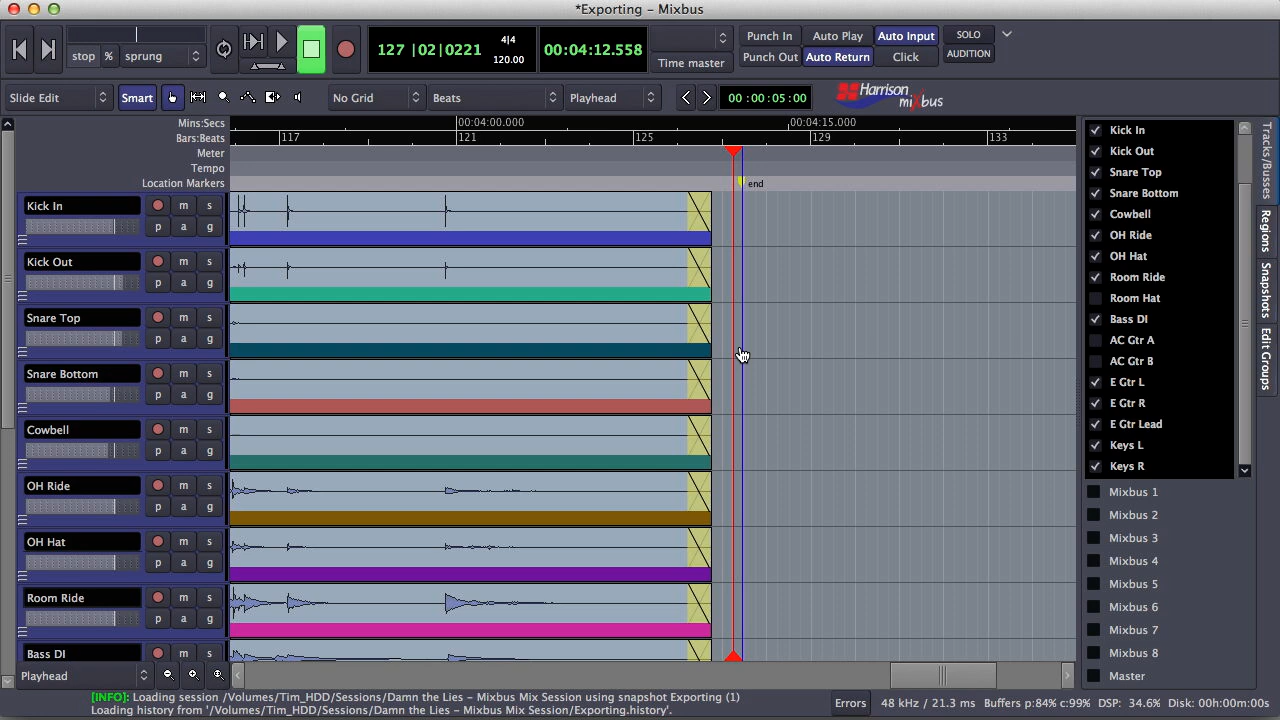 *Exporting - Mixbus
stop % sprung
127 |02|0221 4|4 120.00 00:04:12.558
Time master
Punch In Auto Play Auto Input SOLO
Punch Out Auto Return Click AUDITION
Slide Edit Smart No Grid Beats Playhead 00:00:05:00 Harrison mixbus
Mins:Secs 00:04:00.000 00:04:15.000
Bars:Beats 117 121 125 129 133
Meter
Tempo
Location Markers end
Kick In m s
p a g
Kick Out m s
p a g
Snare Top m s
p a g
Snare Bottom m s
p a g
Cowbell m s
p a g
OH Ride m s
p a g
OH Hat m s
p a g
Room Ride m s
p a g
Bass DI m s
Playhead
Kick In
Kick Out
Snare Top
Snare Bottom
Cowbell
OH Ride
OH Hat
Room Ride
Room Hat
Bass DI
AC Gtr A
AC Gtr B
E Gtr L
E Gtr R
E Gtr Lead
Keys L
Keys R
Mixbus 1
Mixbus 2
Mixbus 3
Mixbus 4
Mixbus 5
Mixbus 6
Mixbus 7
Mixbus 8
Master
Tracks/Busses
Regions
Snapshots
Edit Groups
[INFO]: Loading session /Volumes/Tim_HDD/Sessions/Damn the Lies - Mixbus Mix Session using snapshot Exporting (1)
Loading history from '/Volumes/Tim_HDD/Sessions/Damn the Lies - Mixbus Mix Session/Exporting.history'.
Errors 48 kHz / 21.3 ms Buffers p:84% c:99% DSP: 34.6% Disk: 00h:00m:00s